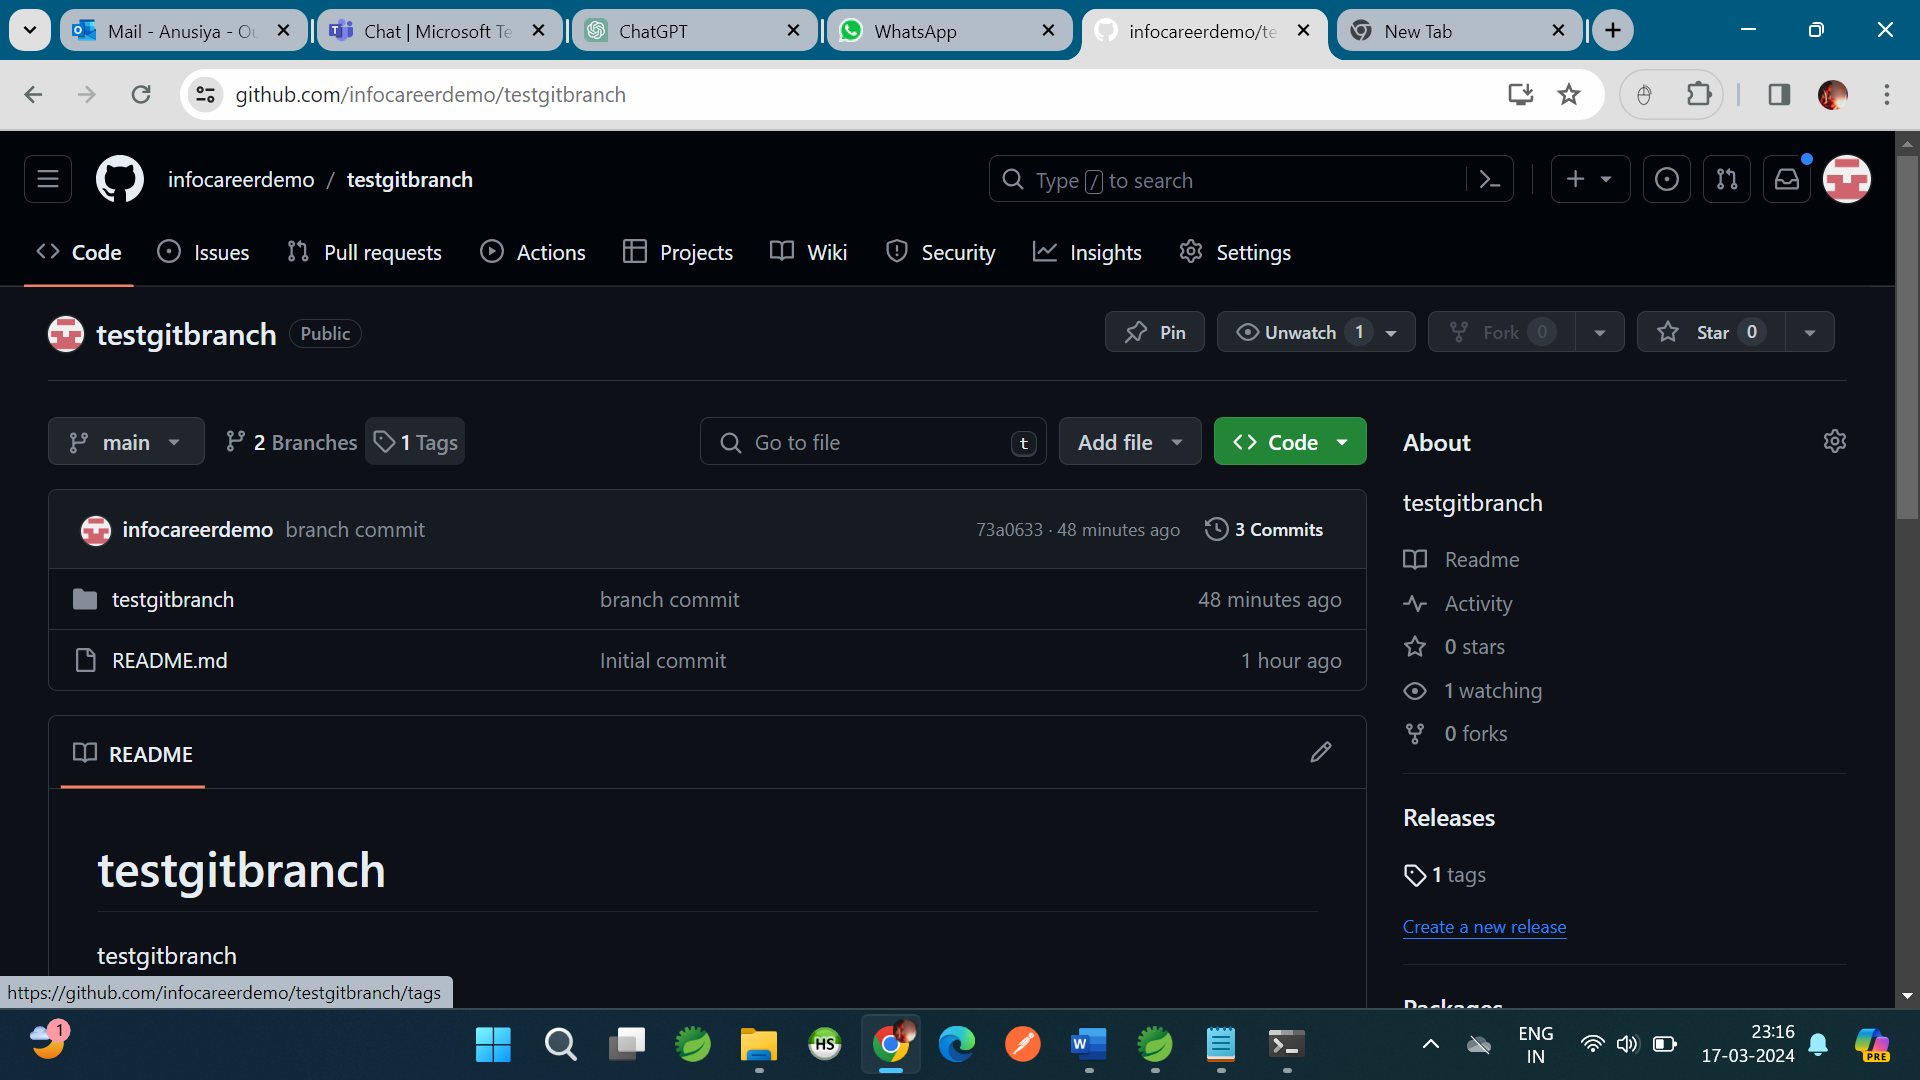 Mail - Anusiya - Ou
Chat | Microsoft Te
ChatGPT
WhatsApp
infocareerdemo/te
New Tab
github.com/infocareerdemo/testgitbranch
infocareerdemo / testgitbranch
Type / to search
Code
Issues
Pull requests
Actions
Projects
Wiki
Security
Insights
Settings
testgitbranch Public
Pin
Unwatch 1
Fork 0
Star 0
main
2 Branches
1 Tags
Go to file t
Add file
Code
infocareerdemo branch commit 73a0633 · 48 minutes ago 3 Commits
testgitbranch branch commit 48 minutes ago
README.md Initial commit 1 hour ago
README
testgitbranch
testgitbranch
About
testgitbranch
Readme
Activity
0 stars
1 watching
0 forks
Releases
1 tags
Create a new release
Packages
https://github.com/infocareerdemo/testgitbranch/tags
1
HS
W
PRE
ENG
IN
23:16
17-03-2024